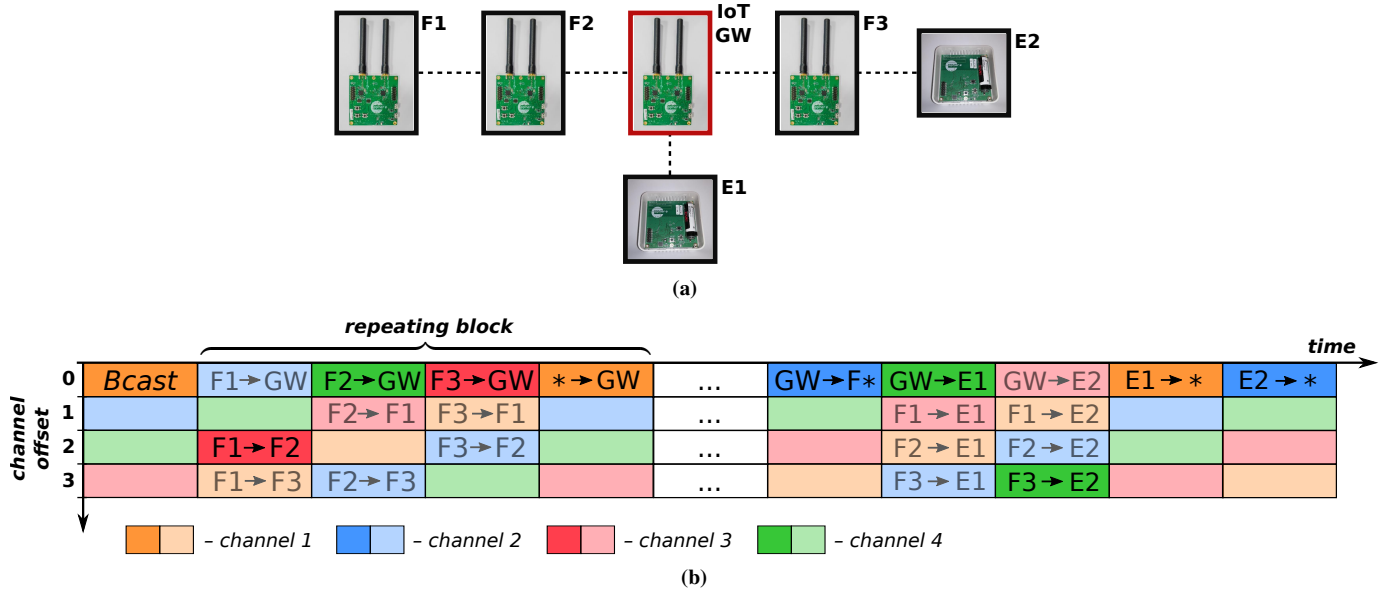 F1
F2
IoT
GW
F3
E2
E1
(a)
repeating block
time
channel
offset
0 Bcast F1→GW F2→GW F3→GW *→GW ... GW→F* GW→E1 GW→E2 E1→* E2→*
1 F2→F1 F3→F1 ... F1→E1 F1→E2
2 F1→F2 F3→F2 ... F2→E1 F2→E2
3 F1→F3 F2→F3 ... F3→E1 F3→E2
– channel 1 – channel 2 – channel 3 – channel 4
(b)